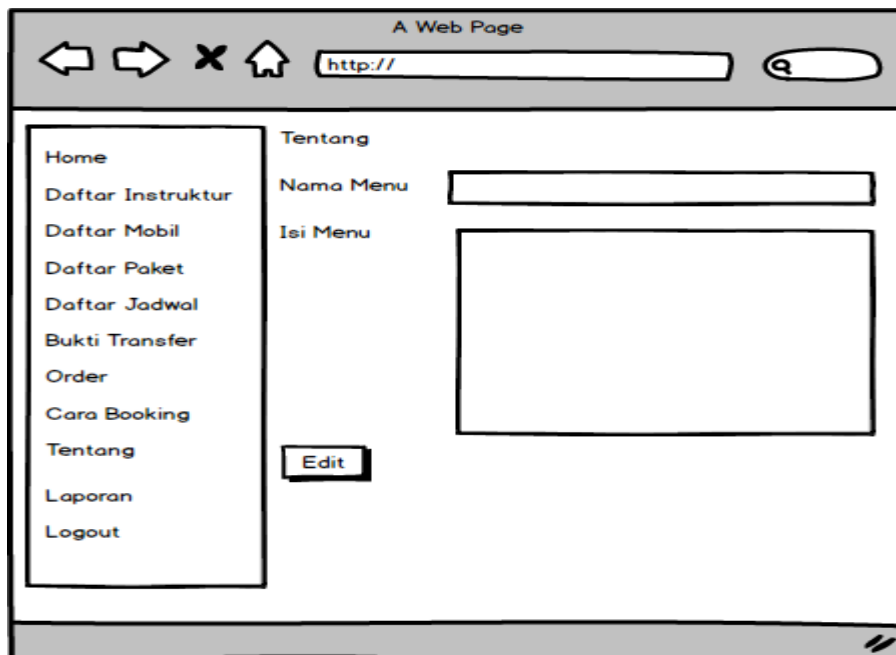 A Web Page
http://
Home
Daftar Instruktur
Daftar Mobil
Daftar Paket
Daftar Jadwal
Bukti Transfer
Order
Cara Booking
Tentang
Laporan
Logout
Tentang
Nama Menu
Isi Menu
Edit